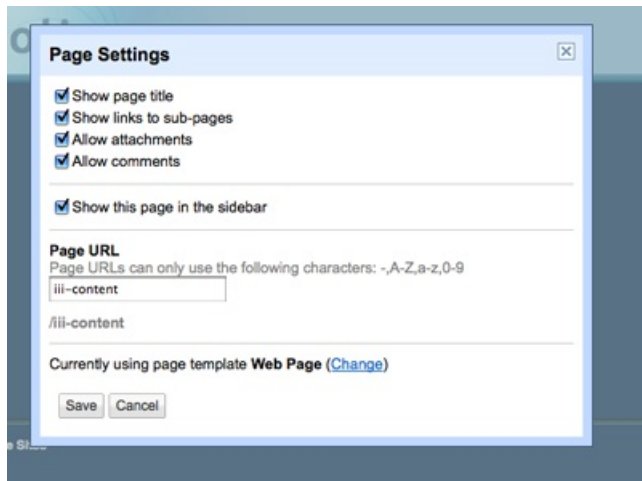 Page Settings
Show page title
Show links to sub-pages
Allow attachments
Allow comments
Show this page in the sidebar
Page URL
Page URLs can only use the following characters: -,A-Z,a-z,0-9
iii-content
/iii-content
Currently using page template Web Page (Change)
Save Cancel